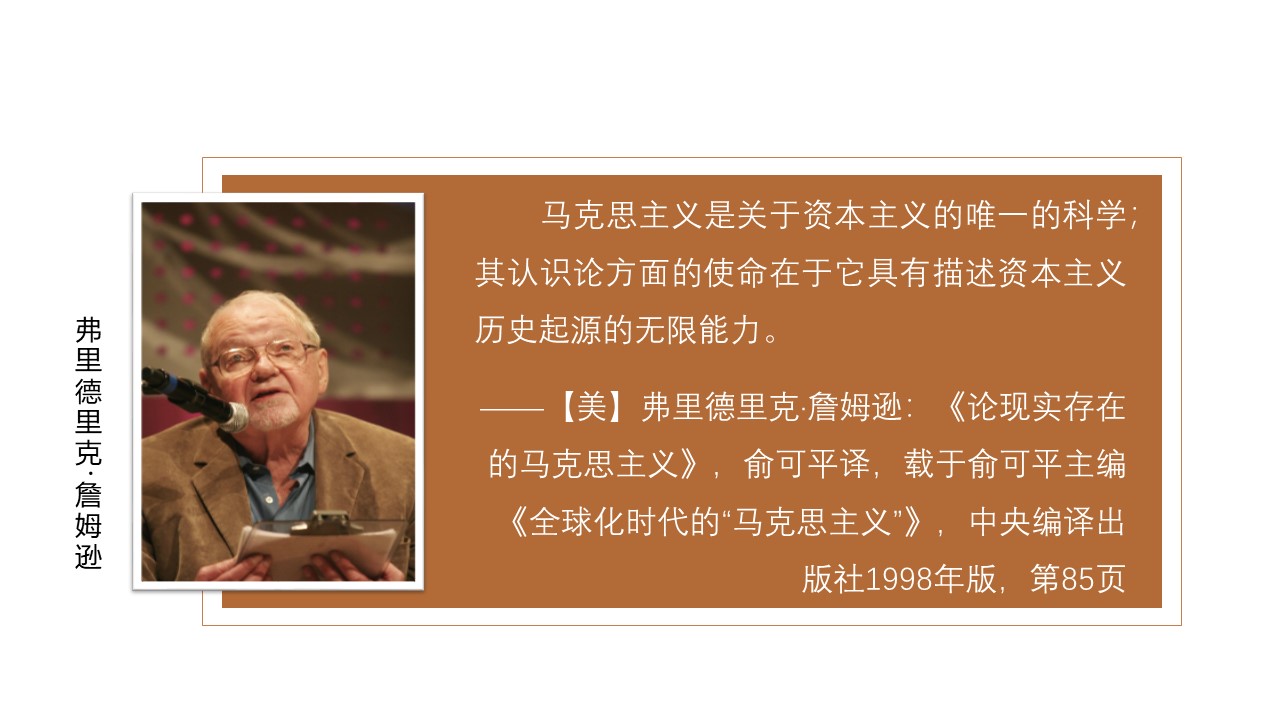 弗里德里克·詹姆逊
马克思主义是关于资本主义的唯一的科学；
其认识论方面的使命在于它具有描述资本主义
历史起源的无限能力。
——【美】弗里德里克·詹姆逊：《论现实存在
的马克思主义》，俞可平译，载于俞可平主编
《全球化时代的“马克思主义”》，中央编译出
版社1998年版，第85页